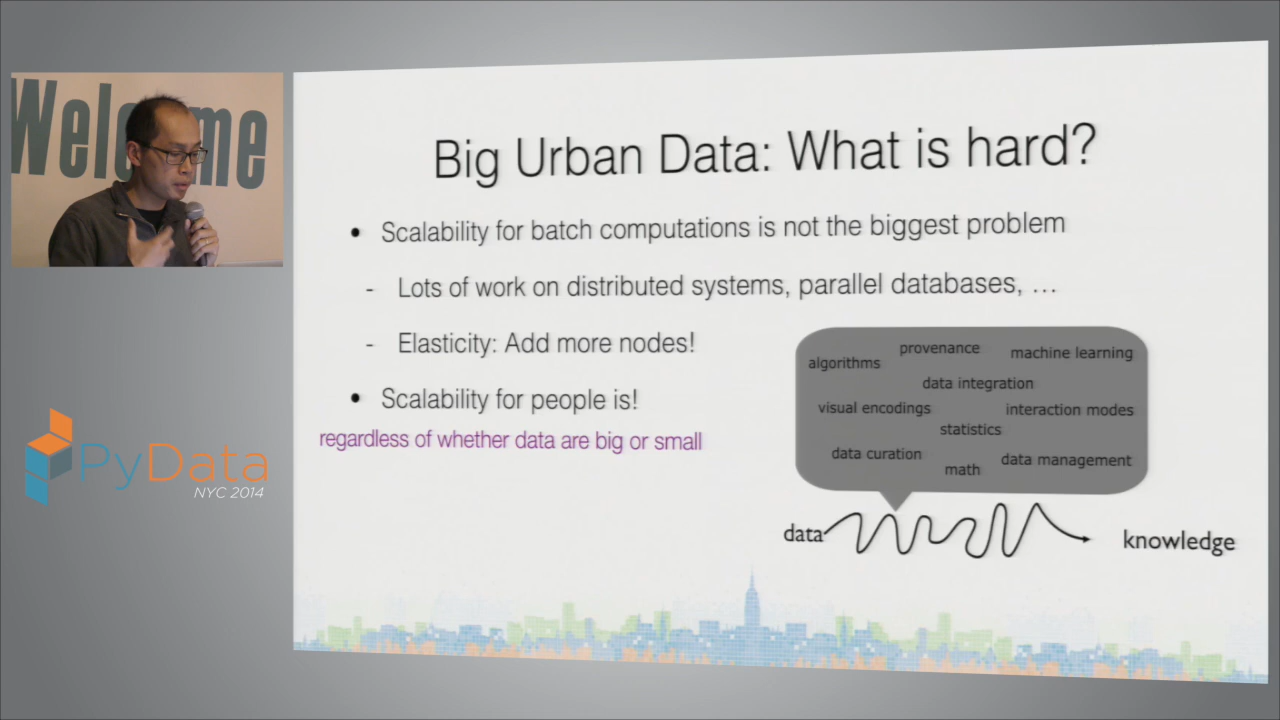 Welcome
PyData
NYC 2014
Big Urban Data: What is hard?
• Scalability for batch computations is not the biggest problem
- Lots of work on distributed systems, parallel databases, …
- Elasticity: Add more nodes!
• Scalability for people is!
regardless of whether data are big or small
provenance
algorithms
machine learning
data integration
visual encodings
interaction modes
statistics
data curation
data management
math
data
knowledge